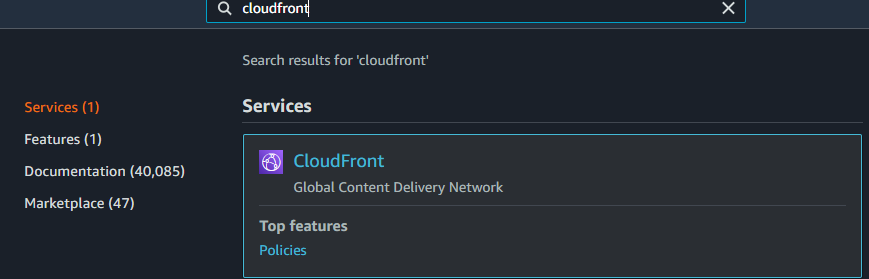 cloudfront
Search results for 'cloudfront'
Services (1)
Features (1)
Documentation (40,085)
Marketplace (47)
Services
CloudFront
Global Content Delivery Network
Top features
Policies